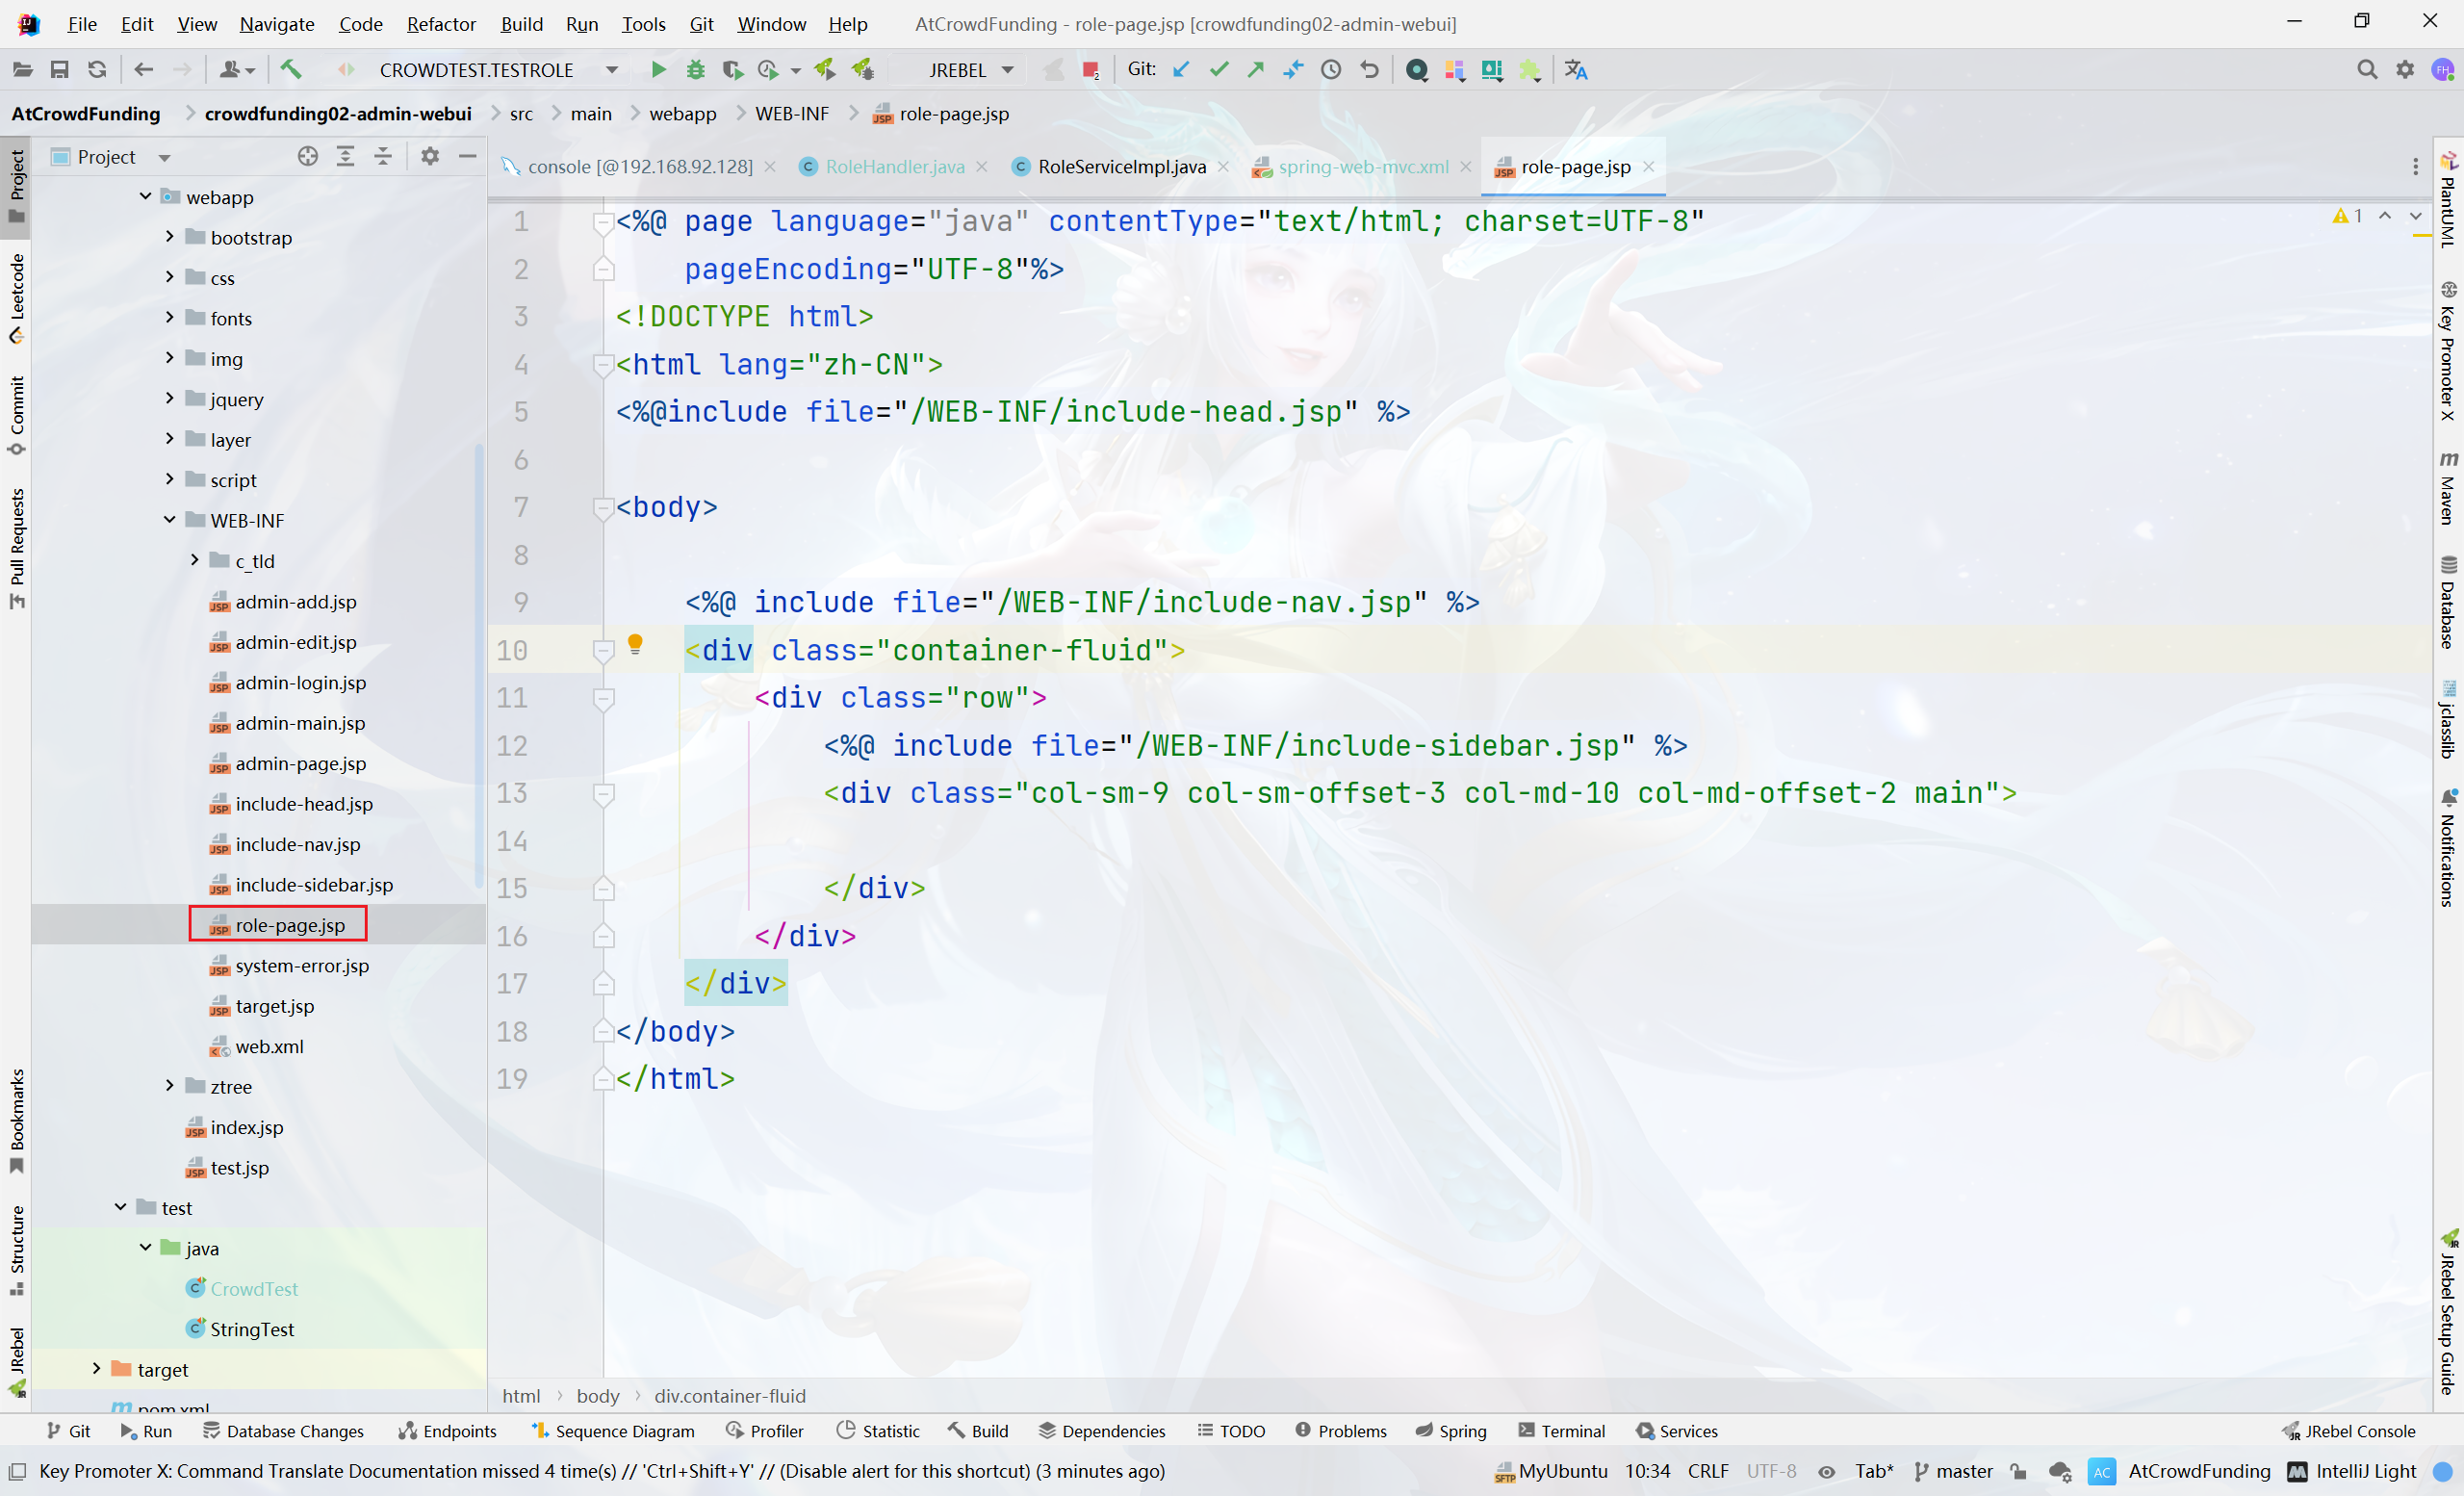 File Edit View Navigate Code Refactor Build Run Tools Git Window Help AtCrowdFunding - role-page.jsp [crowdfunding02-admin-webui]
CROWDTEST.TESTROLE JREBEL 2 Git: FH
AtCrowdFunding crowdfunding02-admin-webui src main webapp WEB-INF role-page.jsp
Project
console [@192.168.92.128] RoleHandler.java RoleServiceImpl.java spring-web-mvc.xml role-page.jsp
webapp
bootstrap
css
fonts
img
jquery
layer
script
WEB-INF
c_tld
admin-add.jsp
admin-edit.jsp
admin-login.jsp
admin-main.jsp
admin-page.jsp
include-head.jsp
include-nav.jsp
include-sidebar.jsp
role-page.jsp
system-error.jsp
target.jsp
web.xml
ztree
index.jsp
test.jsp
test
java
CrowdTest
StringTest
target
pom.xml
1 <%@ page language="java" contentType="text/html; charset=UTF-8"
2     pageEncoding="UTF-8"%>
3 <!DOCTYPE html>
4 <html lang="zh-CN">
5 <%@include file="/WEB-INF/include-head.jsp" %>
6
7 <body>
8
9     <%@ include file="/WEB-INF/include-nav.jsp" %>
10     <div class="container-fluid">
11         <div class="row">
12             <%@ include file="/WEB-INF/include-sidebar.jsp" %>
13             <div class="col-sm-9 col-sm-offset-3 col-md-10 col-md-offset-2 main">
14
15             </div>
16         </div>
17     </div>
18 </body>
19 </html>
1
html body div.container-fluid
Project
Leetcode
Commit
Pull Requests
Bookmarks
Structure
JRebel
PlantUML
Key Promoter X
Maven
Database
jclasslib
Notifications
JRebel Setup Guide
Git Run Database Changes Endpoints Sequence Diagram Profiler Statistic Build Dependencies TODO Problems Spring Terminal Services JRebel Console
Key Promoter X: Command Translate Documentation missed 4 time(s) // 'Ctrl+Shift+Y' // (Disable alert for this shortcut) (3 minutes ago) MyUbuntu 10:34 CRLF UTF-8 Tab* master AC AtCrowdFunding IntelliJ Light